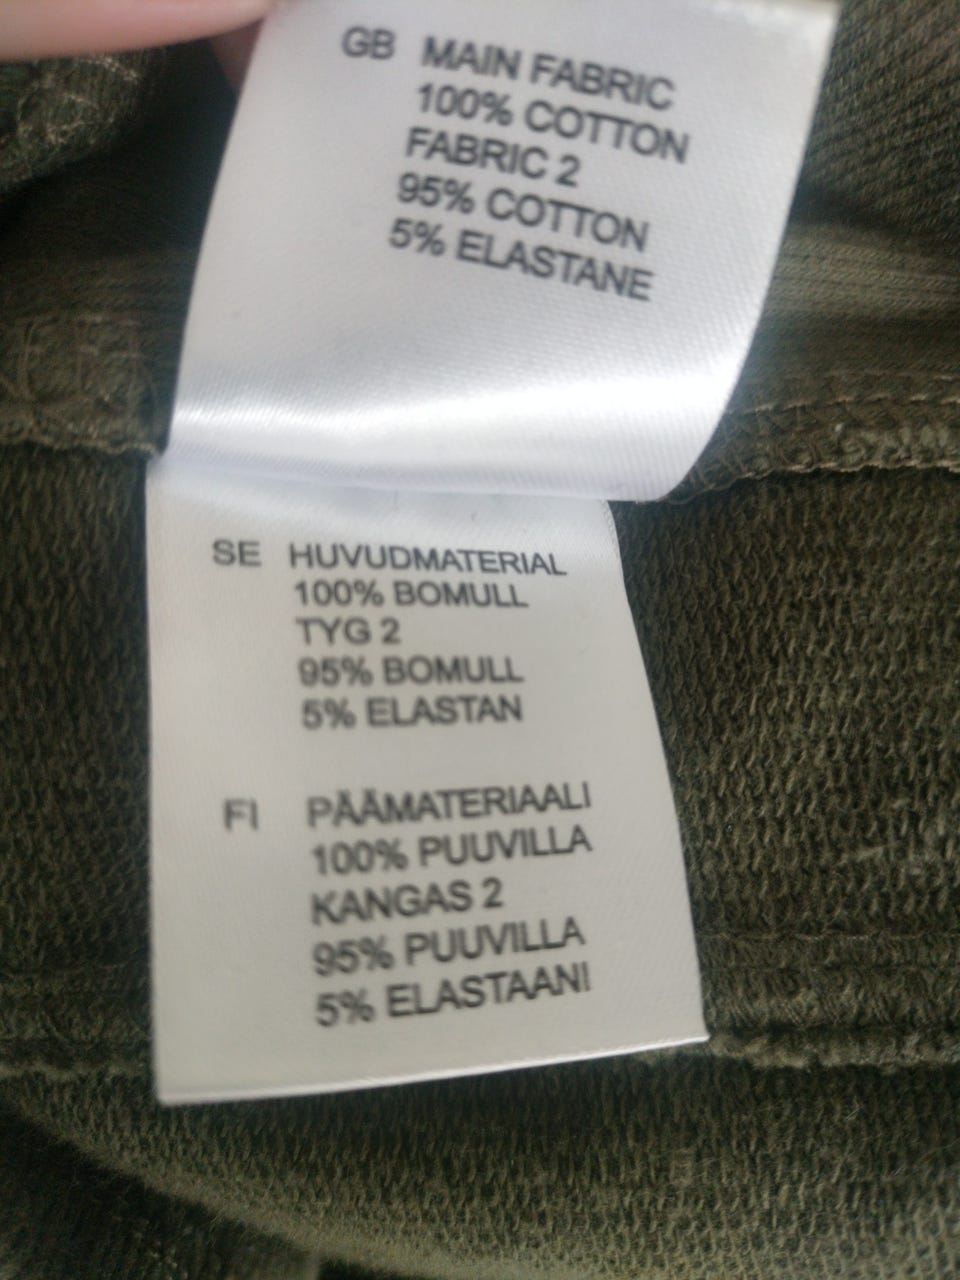 GB MAIN FABRIC
100% COTTON
FABRIC 2
95% COTTON
5% ELASTANE
SE HUVUDMATERIAL
100% BOMULL
TYG 2
95% BOMULL
5% ELASTAN
FI PÄÄMATERIAALI
100% PUUVILLA
KANGAS 2
95% PUUVILLA
5% ELASTAANI